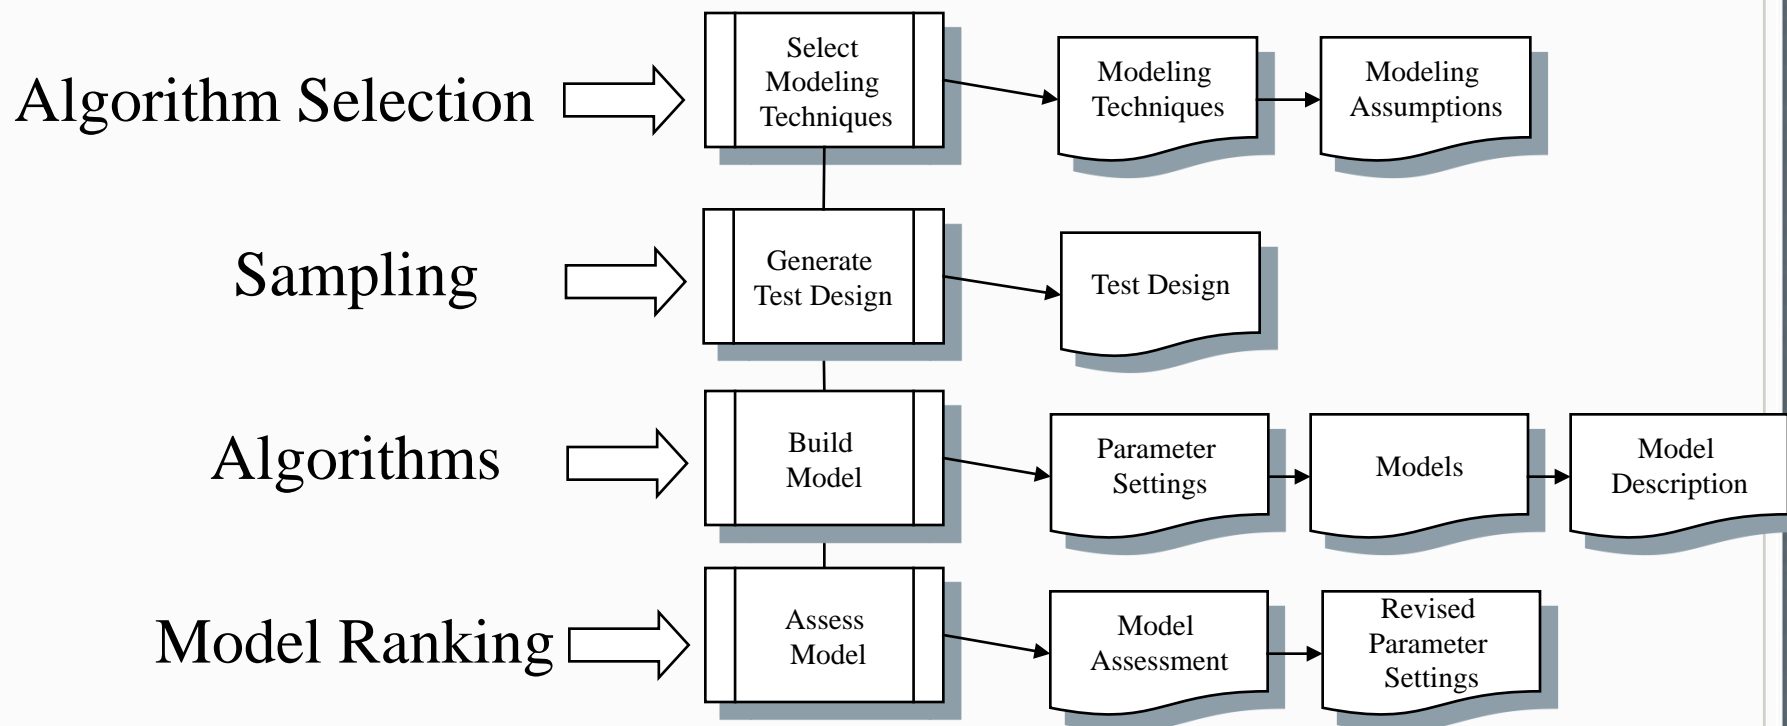 Algorithm Selection
Select
Modeling
Techniques
Modeling
Techniques
Modeling
Assumptions
Sampling
Generate
Test Design
Test Design
Algorithms
Build
Model
Parameter
Settings
Models
Model
Description
Model Ranking
Assess
Model
Model
Assessment
Revised
Parameter
Settings